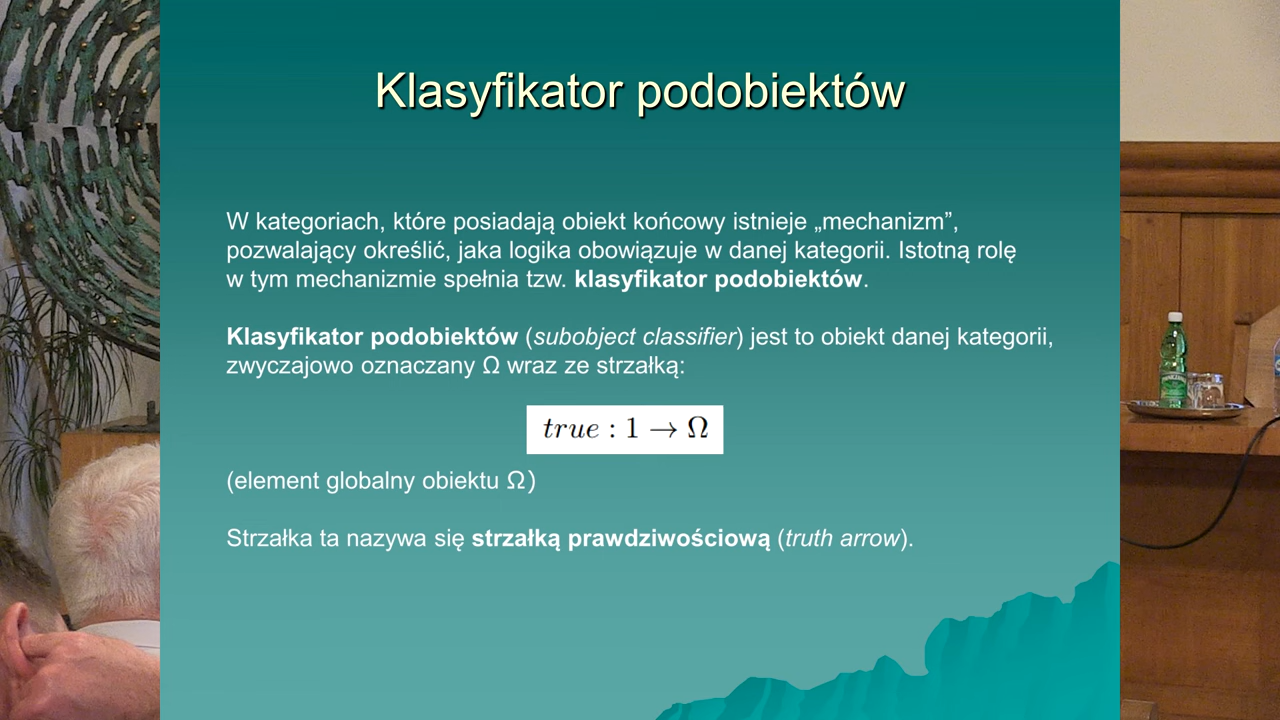 Klasyfikator podobiektów
W kategoriach, które posiadają obiekt końcowy istnieje „mechanizm”,
pozwalający określić, jaka logika obowiązuje w danej kategorii. Istotną rolę
w tym mechanizmie spełnia tzw. klasyfikator podobiektów.
Klasyfikator podobiektów (subobject classifier) jest to obiekt danej kategorii,
zwyczajowo oznaczany Ω wraz ze strzałką:
true : 1 → Ω
(element globalny obiektu Ω)
Strzałka ta nazywa się strzałką prawdziwościową (truth arrow).